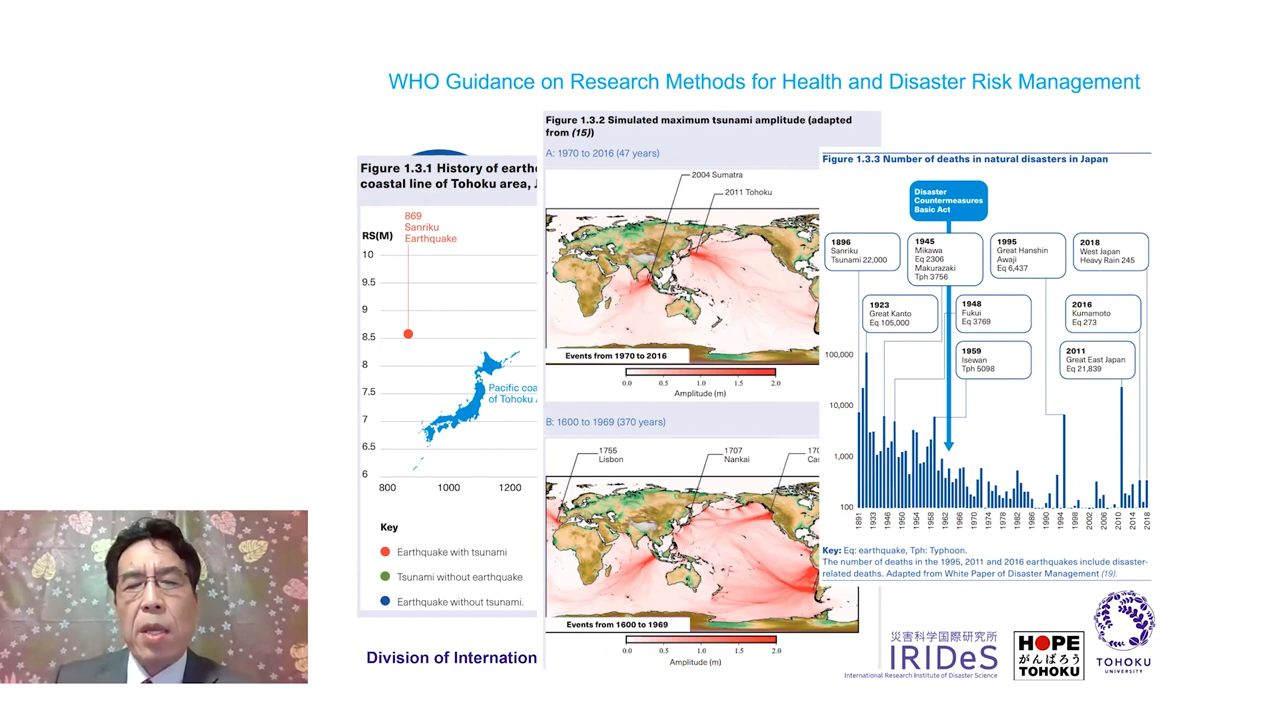 WHO Guidance on Research Methods for Health and Disaster Risk Management
Figure 1.3.1 History of earthe
coastal line of Tohoku area, J
869
Sanriku
Earthquake
RS(M)
10
9.5
9
8.5
8
7.5
7
6.5
6
Pacific coa
of Tohoku
800 1000 1200
Key
Earthquake with tsunami
Tsunami without earthquake
Earthquake without tsunami.
Division of Internation
Figure 1.3.2 Simulated maximum tsunami amplitude (adapted
from (15))
A: 1970 to 2016 (47 years)
2004 Sumatra
2011 Tohoku
Events from 1970 to 2016
0.0 0.5 1.0 1.5 2.0
Amplitude (m)
B: 1600 to 1969 (370 years)
1755
Lisbon
1707
Nankai
170
Cas
Events from 1600 to 1969
0.0 0.5 1.0 1.5 2.0
Amplitude (m)
Figure 1.3.3 Number of deaths in natural disasters in Japan
Disaster
Countermeasures
Basic Act
1896
Sanriku
Tsunami 22,000
1945
Mikawa
Eq 2306
Makurazaki
Tph 3756
1995
Great Hanshin
Awaji
Eq 6,437
2018
West Japan
Heavy Rain 245
1923
Great Kanto
Eq 105,000
1948
Fukui
Eq 3769
2016
Kumamoto
Eq 273
1959
Isewan
Tph 5098
2011
Great East Japan
Eq 21,839
100,000
10,000
1,000
100
1891 1933 1946 1950 1954 1958 1962 1966 1970 1974 1978 1982 1986 1990 1994 1998 2002 2006 2010 2014 2018
Key: Eq: earthquake, Tph: Typhoon.
The number of deaths in the 1995, 2011 and 2016 earthquakes include disaster-
related deaths. Adapted from White Paper of Disaster Management (19).
災害科学国際研究所
IRIDeS
International Research Institute of Disaster Science
HOPE
がんばろう
TOHOKU
TOHOKU
UNIVERSITY